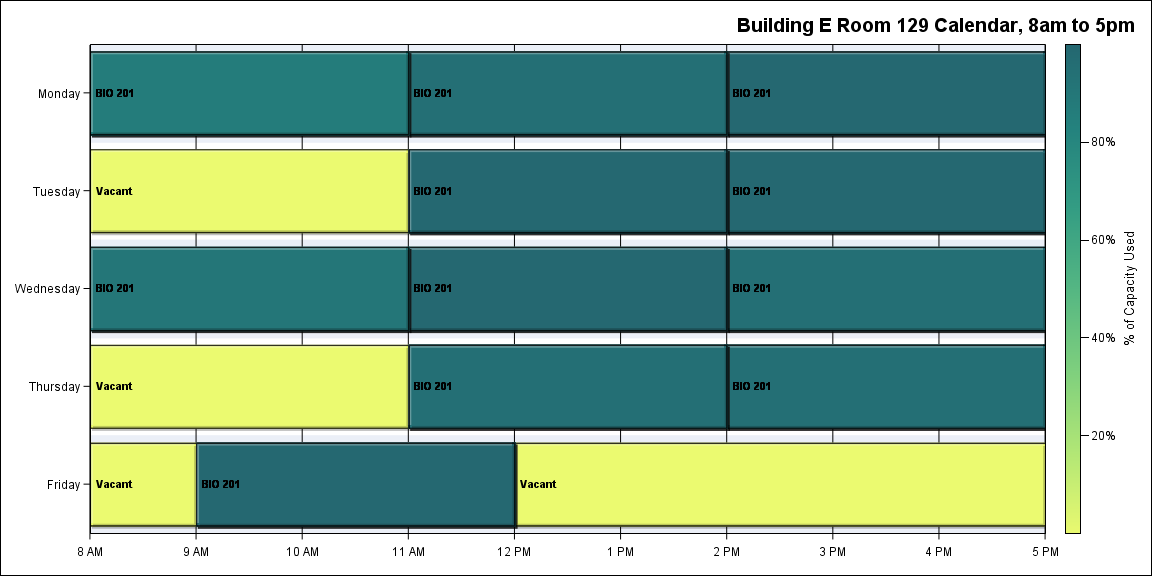 Building E Room 129 Calendar, 8am to 5pm
Monday
BIO 201
BIO 201
BIO 201
Tuesday
Vacant
BIO 201
BIO 201
Wednesday
BIO 201
BIO 201
BIO 201
Thursday
Vacant
BIO 201
BIO 201
Friday
Vacant
BIO 201
Vacant
8 AM
9 AM
10 AM
11 AM
12 PM
1 PM
2 PM
3 PM
4 PM
5 PM
80%
60%
40%
20%
% of Capacity Used